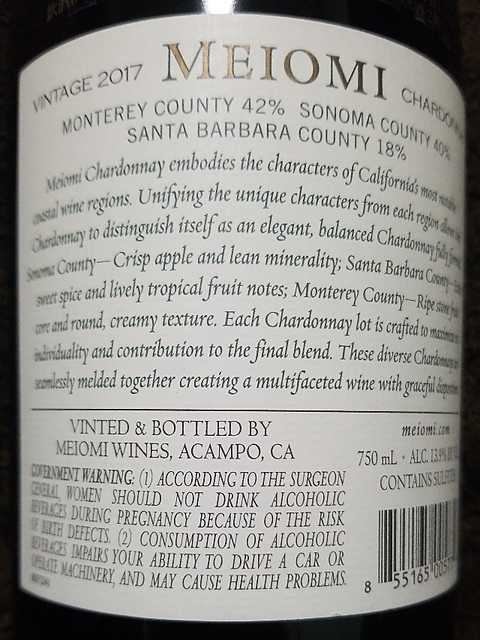 VINTAGE 2017 MEIOMI CHARDONNAY
MONTEREY COUNTY 42% SONOMA COUNTY 40%
SANTA BARBARA COUNTY 18%
Meiomi Chardonnay embodies the characters of California's most
coastal wine regions. Unifying the unique characters from each region
Chardonnay to distinguish itself as an elegant, balanced Chardonnay fully
Sonoma County—Crisp apple and lean minerality; Santa Barbara County—
sweet spice and lively tropical fruit notes; Monterey County—Ripe stone
core and round, creamy texture. Each Chardonnay lot is crafted to
individuality and contribution to the final blend. These diverse
seamlessly melded together creating a multifaceted wine with graceful
VINTED & BOTTLED BY
MEIOMI WINES, ACAMPO, CA
GOVERNMENT WARNING: (1) ACCORDING TO THE SURGEON
GENERAL WOMEN SHOULD NOT DRINK ALCOHOLIC
BEVERAGES DURING PREGNANCY BECAUSE OF THE RISK
OF BIRTH DEFECTS. (2) CONSUMPTION OF ALCOHOLIC
BEVERAGES IMPAIRS YOUR ABILITY TO DRIVE A CAR OR
OPERATE MACHINERY, AND MAY CAUSE HEALTH PROBLEMS.
meiomi.com
750 mL • ALC. 13.9%
CONTAINS SULFITES
8 55165